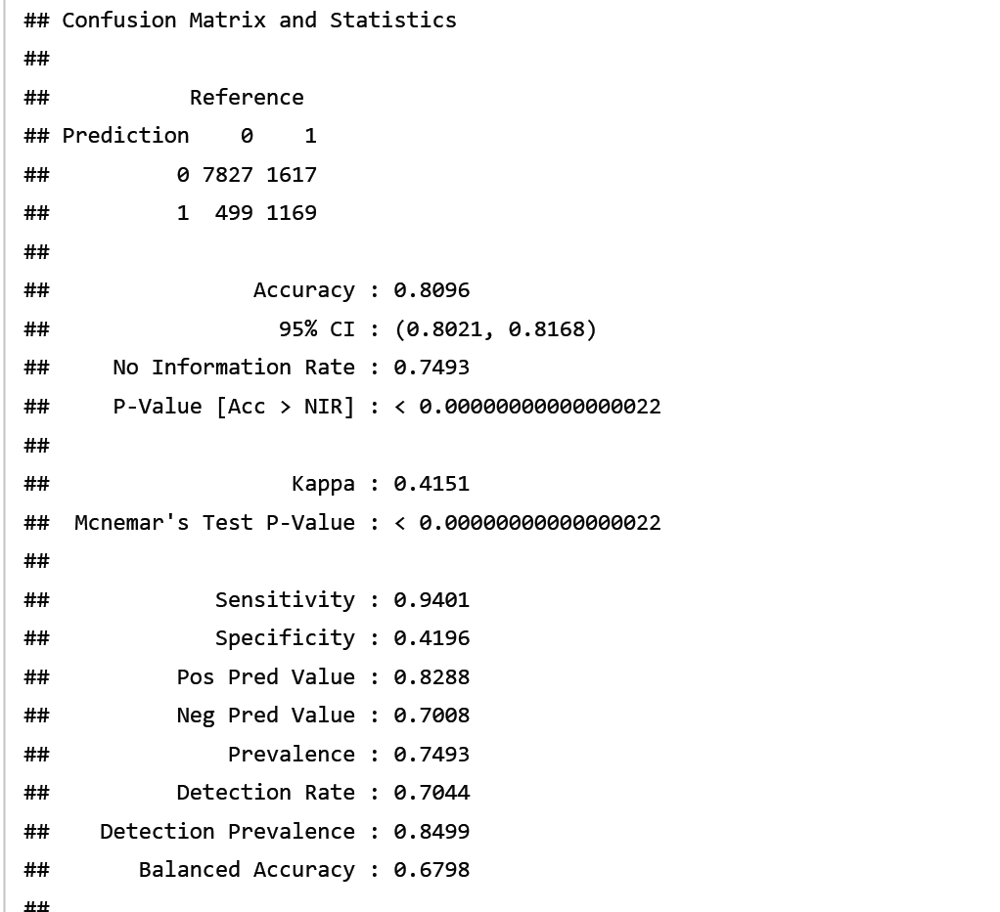 ## Confusion Matrix and Statistics
##
##           Reference
## Prediction    0    1
##          0 7827 1617
##          1  499 1169
##
##                Accuracy : 0.8096
##                  95% CI : (0.8021, 0.8168)
##     No Information Rate : 0.7493
##     P-Value [Acc > NIR] : < 0.00000000000000022
##
##                   Kappa : 0.4151
##  Mcnemar's Test P-Value : < 0.00000000000000022
##
##             Sensitivity : 0.9401
##             Specificity : 0.4196
##          Pos Pred Value : 0.8288
##          Neg Pred Value : 0.7008
##              Prevalence : 0.7493
##          Detection Rate : 0.7044
##    Detection Prevalence : 0.8499
##       Balanced Accuracy : 0.6798
##